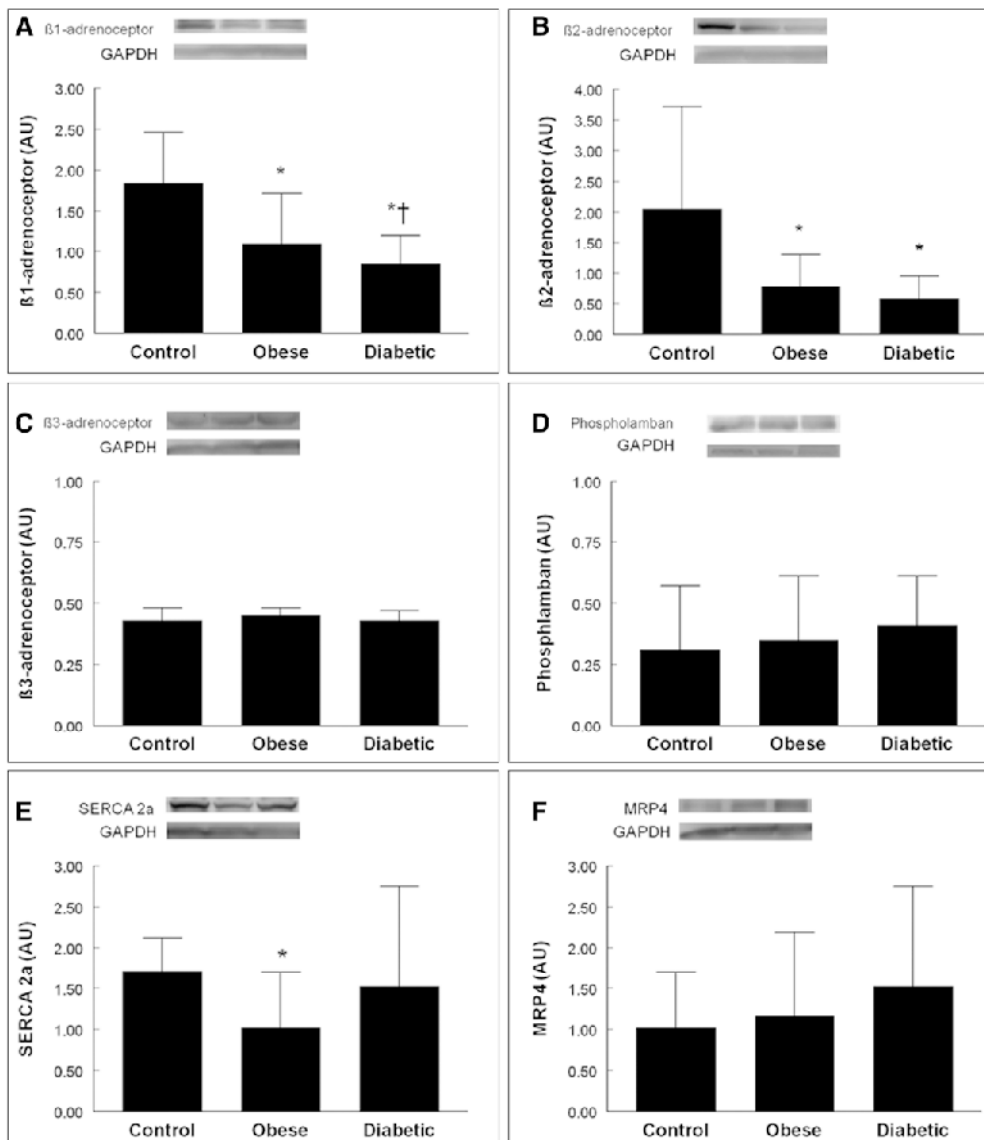 A
ß1-adrenoceptor
GAPDH
ß1-adrenoceptor (AU)
3.00
2.50
2.00
1.50
1.00
0.50
0.00
*
*†
Control Obese Diabetic
B
ß2-adrenoceptor
GAPDH
ß2-adrenoceptor (AU)
4.00
3.50
3.00
2.50
2.00
1.50
1.00
0.50
0.00
*
*
Control Obese Diabetic
C
ß3-adrenoceptor
GAPDH
ß3-adrenoceptor (AU)
1.00
0.75
0.50
0.25
0.00
Control Obese Diabetic
D
Phospholamban
GAPDH
Phosphlamban (AU)
1.00
0.75
0.50
0.25
0.00
Control Obese Diabetic
E
SERCA 2a
GAPDH
SERCA 2a (AU)
3.00
2.50
2.00
1.50
1.00
0.50
0.00
*
Control Obese Diabetic
F
MRP4
GAPDH
MRP4 (AU)
3.00
2.50
2.00
1.50
1.00
0.50
0.00
Control Obese Diabetic